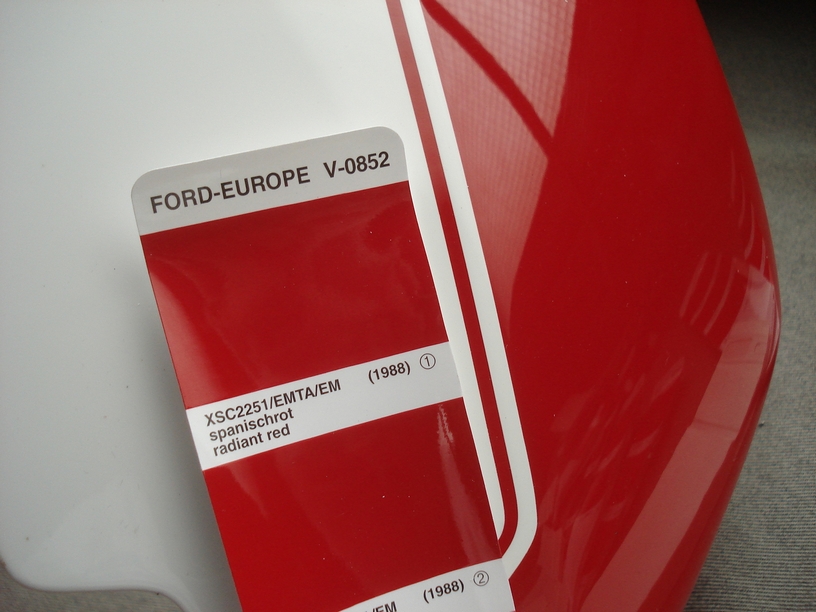 FORD-EUROPE V-0852
XSC2251/EMTA/EM (1988) ①
spanischrot
radiant red
/EM (1988) ②